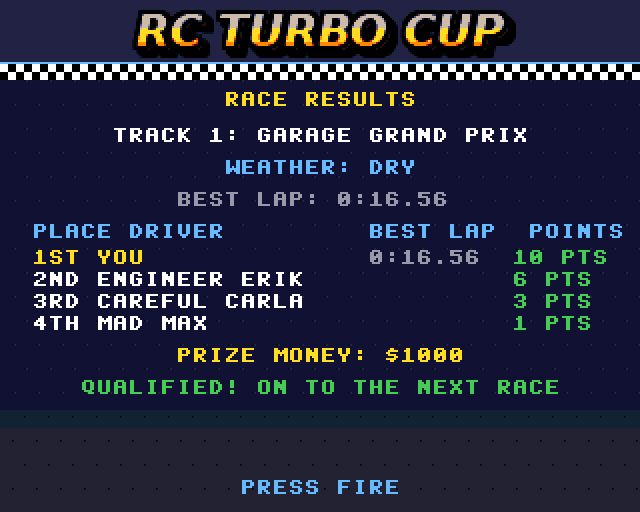 RC TURBO CUP
RACE RESULTS
TRACK 1: GARAGE GRAND PRIX
WEATHER: DRY
BEST LAP: 0:16.56
PLACE DRIVER BEST LAP POINTS
1ST YOU 0:16.56 10 PTS
2ND ENGINEER ERIK 6 PTS
3RD CAREFUL CARLA 3 PTS
4TH MAD MAX 1 PTS
PRIZE MONEY: $1000
QUALIFIED! ON TO THE NEXT RACE
PRESS FIRE